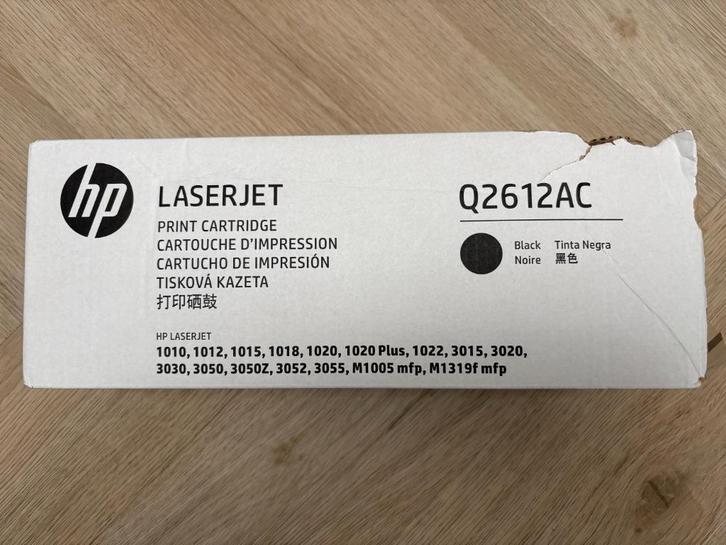 hp
LASERJET
PRINT CARTRIDGE
CARTOUCHE D'IMPRESSION
CARTUCHO DE IMPRESIÓN
TISKOVÁ KAZETA
打印硒鼓
HP LASERJET
1010, 1012, 1015, 1018, 1020, 1020 Plus, 1022, 3015, 3020,
3030, 3050, 3050Z, 3052, 3055, M1005 mfp, M1319f mfp
Q2612AC
Black Tinta Negra
Noire 黑色